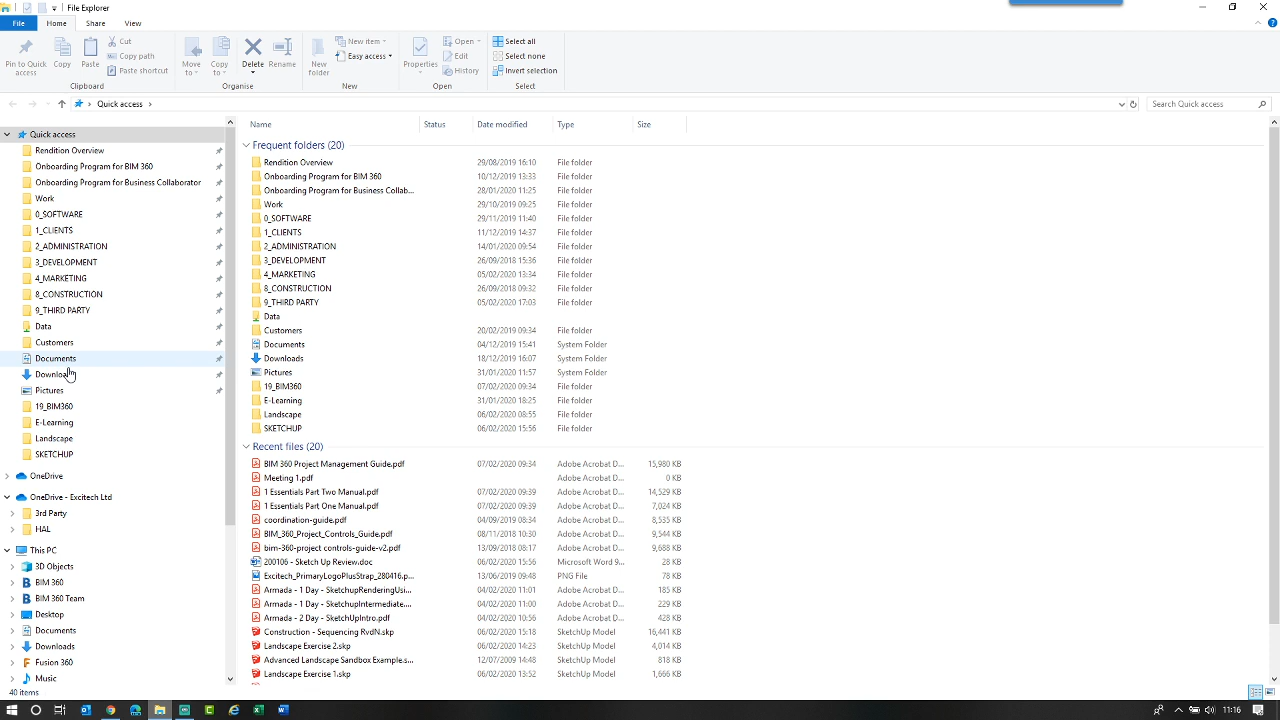 File Explorer
File Home Share View
Pin to Quick access
Copy
Paste
Cut
Copy path
Paste shortcut
Clipboard
Move to
Copy to
Delete
Rename
Organise
New folder
New item
Easy access
New
Properties
Open
Edit
History
Open
Select all
Select none
Invert selection
Select
Quick access
Search Quick access
Name Status Date modified Type Size
Quick access
Rendition Overview
Onboarding Program for BIM 360
Onboarding Program for Business Collaborator
Work
0_SOFTWARE
1_CLIENTS
2_ADMINISTRATION
3_DEVELOPMENT
4_MARKETING
8_CONSTRUCTION
9_THIRD PARTY
Data
Customers
Documents
Pictures
19_BIM360
E-Learning
Landscape
SKETCHUP
OneDrive
OneDrive - Excitech Ltd
3rd Party
HAL
This PC
3D Objects
BIM 360
BIM 360 Team
Desktop
Documents
Downloads
Fusion 360
Music
Frequent folders (20)
Rendition Overview 29/08/2019 16:10 File folder
Onboarding Program for BIM 360 10/12/2019 13:33 File folder
Onboarding Program for Business Collab... 28/01/2020 11:25 File folder
Work 29/10/2019 09:25 File folder
0_SOFTWARE 29/11/2019 11:40 File folder
1_CLIENTS 11/12/2019 14:37 File folder
2_ADMINISTRATION 14/01/2020 09:54 File folder
3_DEVELOPMENT 26/09/2018 15:36 File folder
4_MARKETING 05/02/2020 13:34 File folder
8_CONSTRUCTION 26/09/2018 09:32 File folder
9_THIRD PARTY 05/02/2020 17:03 File folder
Data
Customers 20/02/2019 09:34 File folder
Documents 04/12/2019 15:41 System Folder
Downloads 18/12/2019 16:07 System Folder
Pictures 31/01/2020 11:57 System Folder
19_BIM360 07/02/2020 09:34 File folder
E-Learning 31/01/2020 18:25 File folder
Landscape 06/02/2020 08:55 File folder
SKETCHUP 06/02/2020 15:56 File folder
Recent files (20)
BIM 360 Project Management Guide.pdf 07/02/2020 09:34 Adobe Acrobat D... 15,980 KB
Meeting 1.pdf Adobe Acrobat D... 0 KB
1 Essentials Part Two Manual.pdf 07/02/2020 09:39 Adobe Acrobat D... 14,529 KB
1 Essentials Part One Manual.pdf 07/02/2020 09:39 Adobe Acrobat D... 7,024 KB
coordination-guide.pdf 04/09/2019 08:34 Adobe Acrobat D... 8,535 KB
BIM_360_Project_Controls_Guide.pdf 08/11/2018 10:30 Adobe Acrobat D... 9,544 KB
bim-360-project controls-guide-v2.pdf 13/09/2018 08:17 Adobe Acrobat D... 9,688 KB
200106 - Sketch Up Review.doc 06/02/2020 15:56 Microsoft Word 9... 28 KB
Excitech_PrimaryLogoPlusStrap_280416.p... 13/06/2019 09:48 PNG File 78 KB
Armada - 1 Day - SketchupRenderingUsi... 04/02/2020 11:01 Adobe Acrobat D... 185 KB
Armada - 1 Day - SketchupIntermediate.... 04/02/2020 11:00 Adobe Acrobat D... 229 KB
Armada - 2 Day - SketchUpIntro.pdf 04/02/2020 10:56 Adobe Acrobat D... 428 KB
Construction - Sequencing RvdN.skp 06/02/2020 15:18 SketchUp Model 16,441 KB
Landscape Exercise 2.skp 06/02/2020 14:23 SketchUp Model 4,014 KB
Advanced Landscape Sandbox Example.s... 12/07/2009 14:48 SketchUp Model 818 KB
Landscape Exercise 1.skp 06/02/2020 13:52 SketchUp Model 1,666 KB
40 items
11:16